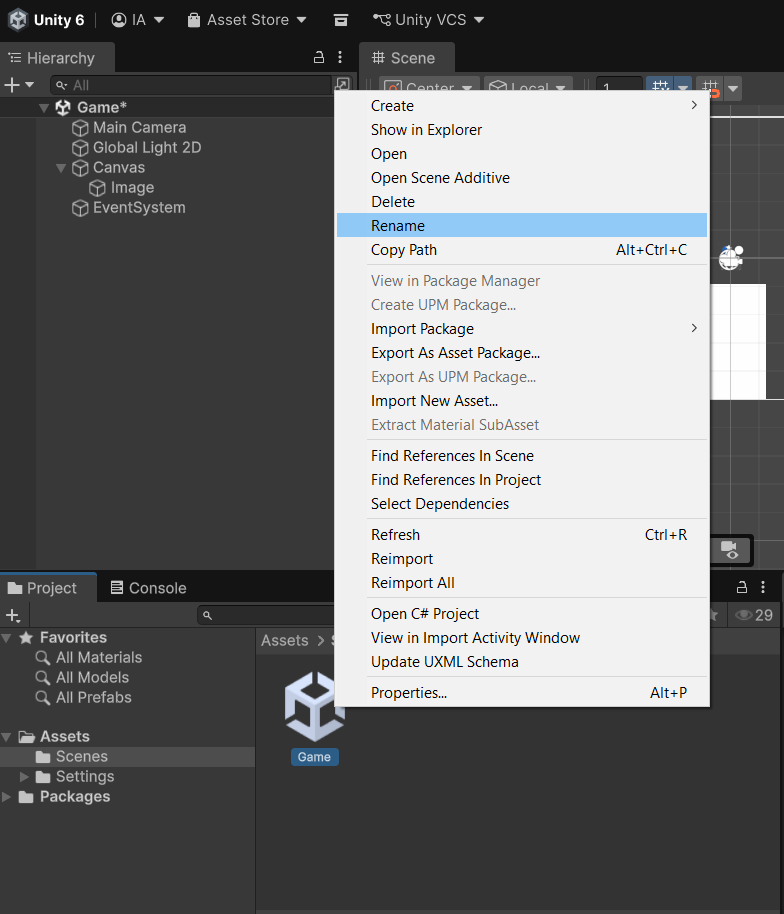 Unity 6 IA Asset Store Unity VCS
Hierarchy
Scene
All
Center Local 1
Game*
Main Camera
Global Light 2D
Canvas
Image
EventSystem
Create
Show in Explorer
Open
Open Scene Additive
Delete
Rename
Copy Path Alt+Ctrl+C
View in Package Manager
Create UPM Package...
Import Package
Export As Asset Package...
Export As UPM Package...
Import New Asset...
Extract Material SubAsset
Find References In Scene
Find References In Project
Select Dependencies
Refresh Ctrl+R
Reimport
Reimport All
Open C# Project
View in Import Activity Window
Update UXML Schema
Properties... Alt+P
Project Console
29
Favorites
All Materials
All Models
All Prefabs
Assets
Scenes
Settings
Packages
Assets >
Game